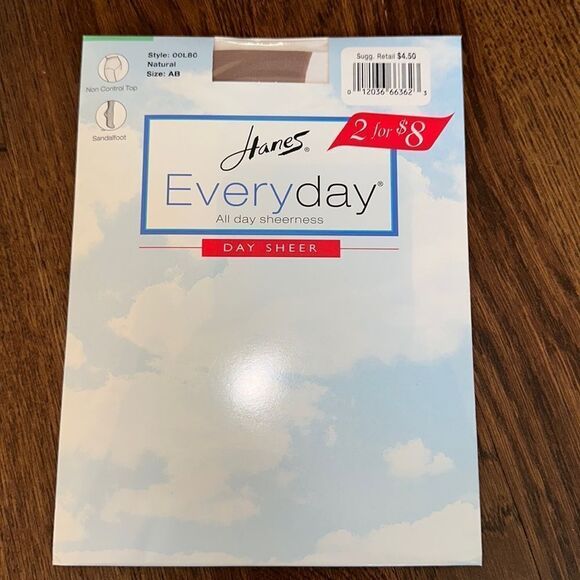 Style: 00L80
Natural
Size: AB
Non Control Top
Sandalfoot
Sugg. Retail $4.50
0 12036 66362 3
2 for $8
Hanes®
Everyday®
All day sheerness
DAY SHEER